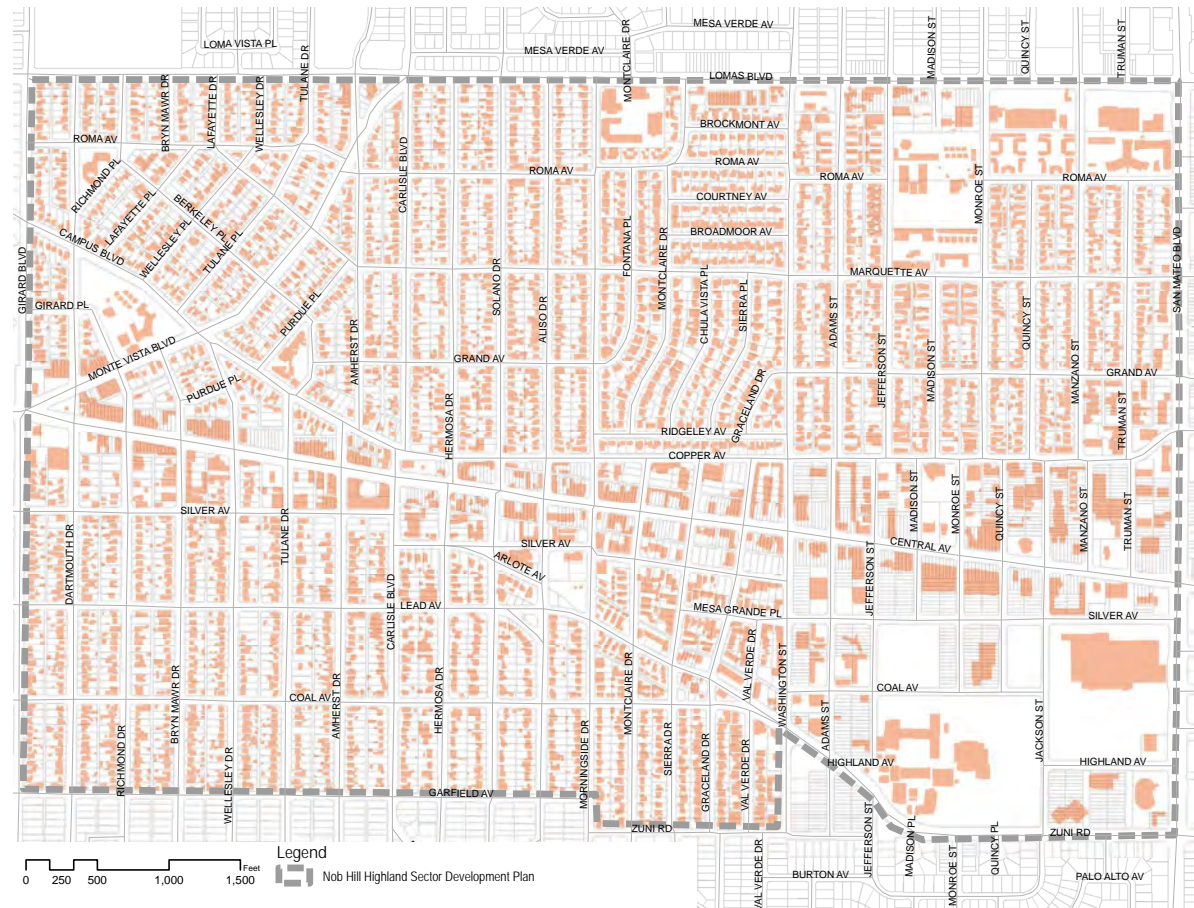 MESA VERDE AV
LOMA VISTA PL
MESA VERDE AV
MADISON ST
QUINCY ST
TRUMAN ST
TULANE DR
MONTCLAIRE DR
LOMAS BLVD
BRYN MAWR DR
LAFAYETTE DR
WELLESLEY DR
BROCKMONT AV
ROMA AV
ROMA AV
ROMA AV
ROMA AV
ROMA AV
RICHMOND PL
CARLISLE BLVD
COURTNEY AV
MONROE ST
LAFAYETTE PL
BERKELEY PL
WELLESLEY PL
TULANE PL
CAMPUS BLVD
BROADMOOR AV
FONTANA PL
MONTCLAIRE DR
MARQUETTE AV
GIRARD BLVD
GIRARD PL
SAN MATEO BLVD
PURDUE PL
SOLANO DR
ALISO DR
CHULA VISTA PL
SIERRA PL
ADAMS ST
QUINCY ST
AMHERST DR
GRAND AV
MONTE VISTA BLVD
PURDUE PL
JEFFERSON ST
MADISON ST
MANZANO ST
GRAND AV
GRACELAND DR
TRUMAN ST
HERMOSA DR
RIDGELEY AV
COPPER AV
MADISON ST
MONROE ST
QUINCY ST
MANZANO ST
TRUMAN ST
SILVER AV
TULANE DR
SILVER AV
CENTRAL AV
DARTMOUTH DR
ARLOTE AV
JEFFERSON ST
CARLISLE BLVD
LEAD AV
MESA GRANDE PL
SILVER AV
BRYN MAWR DR
AMHERST DR
HERMOSA DR
MONTCLAIRE DR
VAL VERDE DR
WASHINGTON ST
COAL AV
COAL AV
RICHMOND DR
WELLESLEY DR
MORNINGSIDE DR
SIERRA DR
GRACELAND DR
VAL VERDE DR
ADAMS ST
JACKSON ST
HIGHLAND AV
HIGHLAND AV
GARFIELD AV
ZUNI RD
ZUNI RD
VAL VERDE DR
JEFFERSON ST
MADISON PL
MONROE ST
QUINCY PL
BURTON AV
PALO ALTO AV
Legend
Nob Hill Highland Sector Development Plan
Feet
0 250 500 1,000 1,500